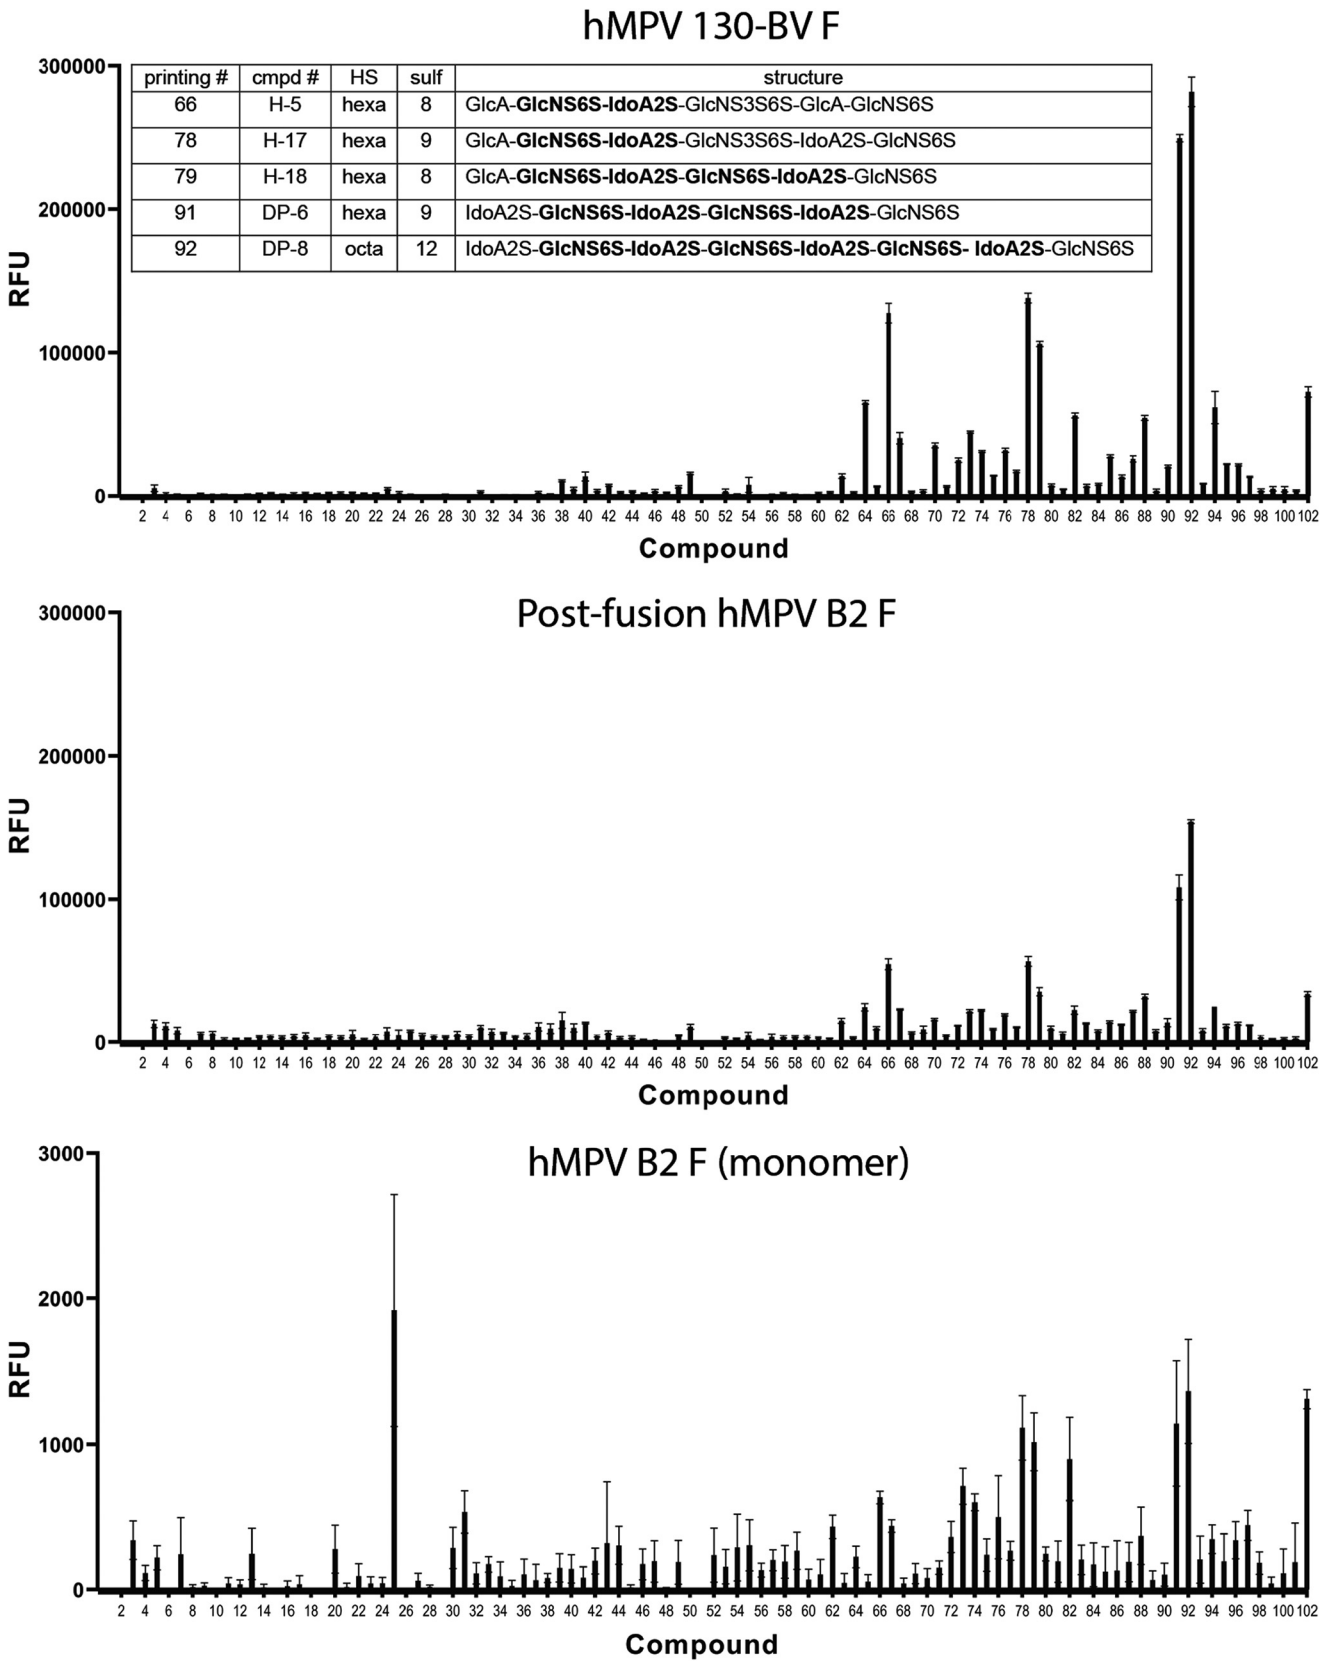 hMPV 130-BV F
300000
200000
100000
0
RFU
printing # cmpd # HS sulf structure
66 H-5 hexa 8 GlcA-GlcNS6S-IdoA2S-GlcNS3S6S-GlcA-GlcNS6S
78 H-17 hexa 9 GlcA-GlcNS6S-IdoA2S-GlcNS3S6S-IdoA2S-GlcNS6S
79 H-18 hexa 8 GlcA-GlcNS6S-IdoA2S-GlcNS6S-IdoA2S-GlcNS6S
91 DP-6 hexa 9 IdoA2S-GlcNS6S-IdoA2S-GlcNS6S-IdoA2S-GlcNS6S
92 DP-8 octa 12 IdoA2S-GlcNS6S-IdoA2S-GlcNS6S-IdoA2S-GlcNS6S- IdoA2S-GlcNS6S
2 4 6 8 10 12 14 16 18 20 22 24 26 28 30 32 34 36 38 40 42 44 46 48 50 52 54 56 58 60 62 64 66 68 70 72 74 76 78 80 82 84 86 88 90 92 94 96 98 100 102
Compound
Post-fusion hMPV B2 F
300000
200000
100000
0
RFU
2 4 6 8 10 12 14 16 18 20 22 24 26 28 30 32 34 36 38 40 42 44 46 48 50 52 54 56 58 60 62 64 66 68 70 72 74 76 78 80 82 84 86 88 90 92 94 96 98 100 102
Compound
hMPV B2 F (monomer)
3000
2000
1000
0
RFU
2 4 6 8 10 12 14 16 18 20 22 24 26 28 30 32 34 36 38 40 42 44 46 48 50 52 54 56 58 60 62 64 66 68 70 72 74 76 78 80 82 84 86 88 90 92 94 96 98 100 102
Compound